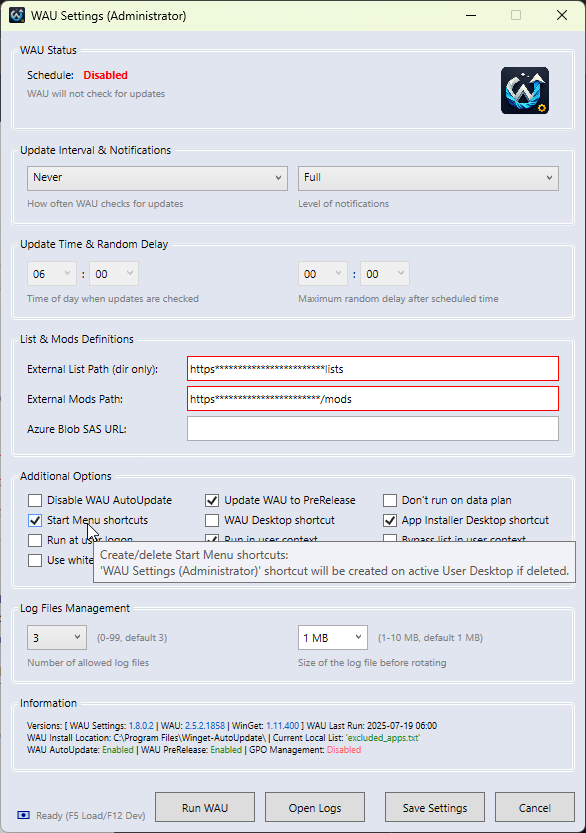 WAU Settings (Administrator)
WAU Status
Schedule: Disabled
WAU will not check for updates
Update Interval & Notifications
Never
Full
How often WAU checks for updates
Level of notifications
Update Time & Random Delay
06 : 00
00 : 00
Time of day when updates are checked
Maximum random delay after scheduled time
List & Mods Definitions
External List Path (dir only): https************************lists
External Mods Path: https***********************/mods
Azure Blob SAS URL:
Additional Options
Disable WAU AutoUpdate
Update WAU to PreRelease
Don't run on data plan
Start Menu shortcuts
WAU Desktop shortcut
App Installer Desktop shortcut
Run at user logon
Run in user context
Bypass list in user context
Use white
Create/delete Start Menu shortcuts:
'WAU Settings (Administrator)' shortcut will be created on active User Desktop if deleted.
Log Files Management
3 (0-99, default 3)
1 MB (1-10 MB, default 1 MB)
Number of allowed log files
Size of the log file before rotating
Information
Versions: [ WAU Settings: 1.8.0.2 | WAU: 2.5.2.1858 | WinGet: 1.11.400 ] WAU Last Run: 2025-07-19 06:00
WAU Install Location: C:\Program Files\Winget-AutoUpdate\ | Current Local List: 'excluded_apps.txt'
WAU AutoUpdate: Enabled | WAU PreRelease: Enabled | GPO Management: Disabled
Ready (F5 Load/F12 Dev)
Run WAU
Open Logs
Save Settings
Cancel